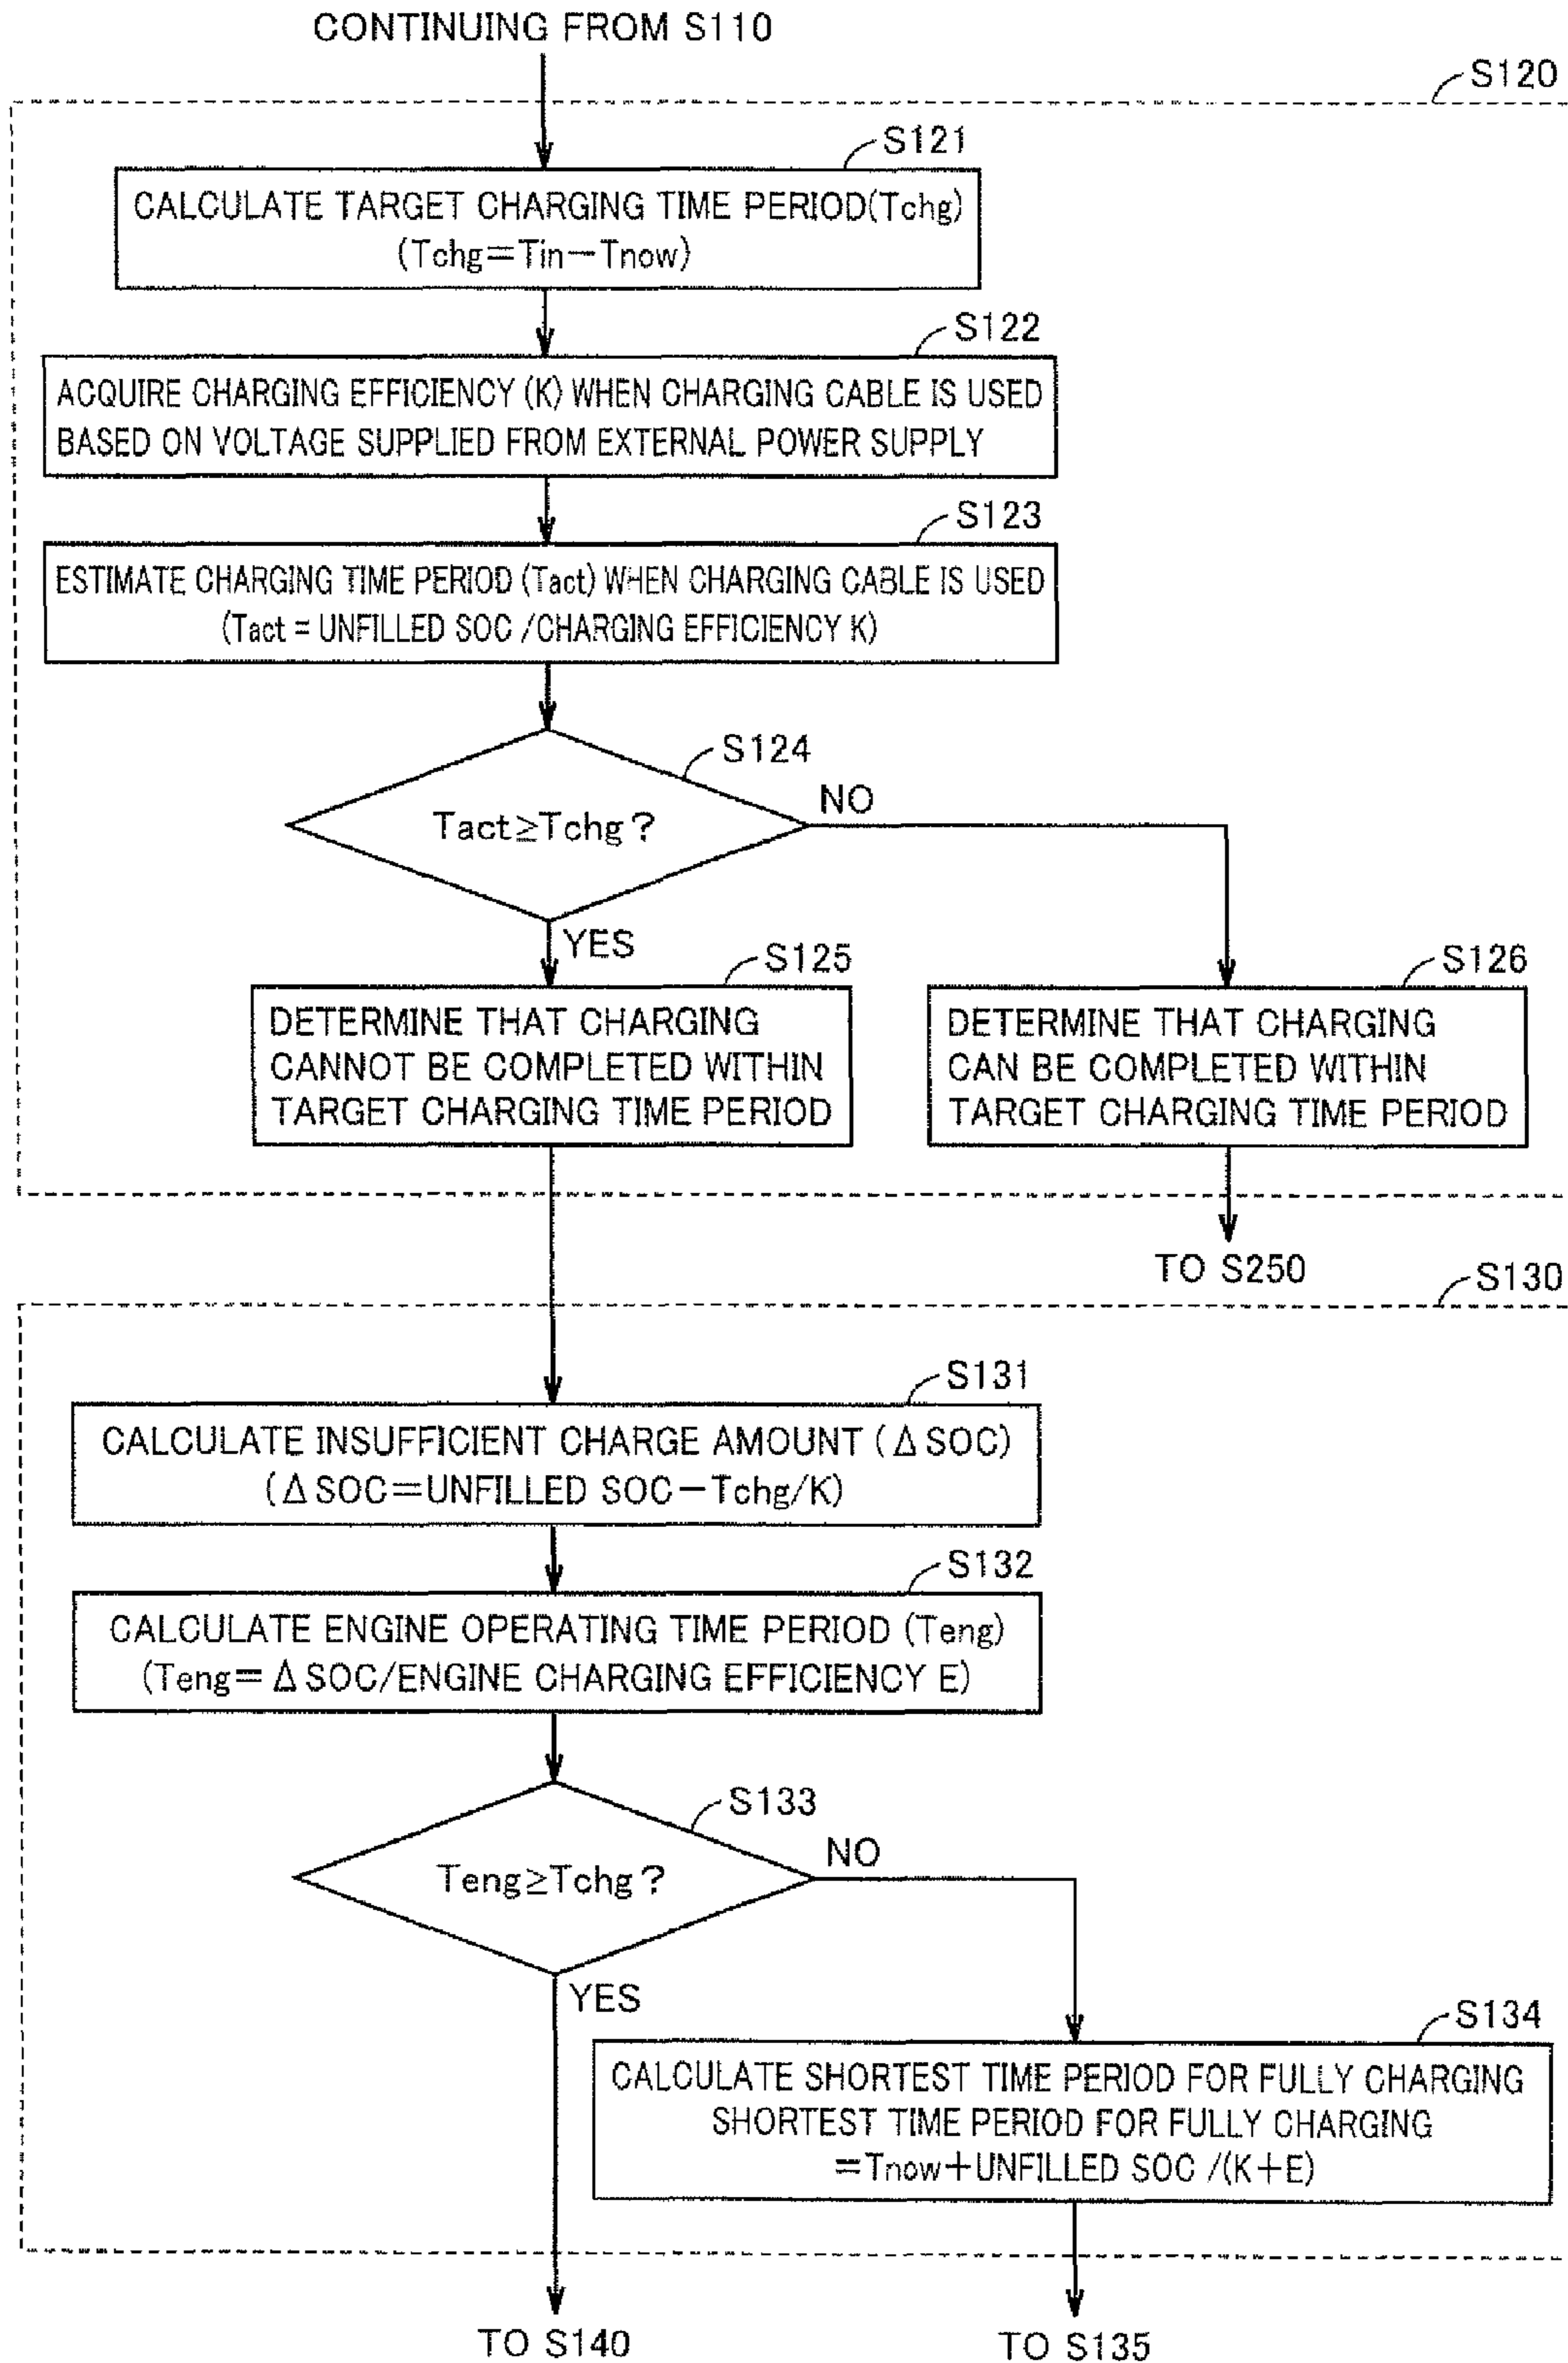 CONTINUING FROM S110
S120
S121
CALCULATE TARGET CHARGING TIME PERIOD(Tchg)
(Tchg=Tin-Tnow)
S122
ACQUIRE CHARGING EFFICIENCY (K) WHEN CHARGING CABLE IS USED
BASED ON VOLTAGE SUPPLIED FROM EXTERNAL POWER SUPPLY
S123
ESTIMATE CHARGING TIME PERIOD (Tact) WHEN CHARGING CABLE IS USED
(Tact = UNFILLED SOC /CHARGING EFFICIENCY K)
S124
Tact≥Tchg?
NO
YES
S125
DETERMINE THAT CHARGING
CANNOT BE COMPLETED WITHIN
TARGET CHARGING TIME PERIOD
S126
DETERMINE THAT CHARGING
CAN BE COMPLETED WITHIN
TARGET CHARGING TIME PERIOD
TO S250
S130
S131
CALCULATE INSUFFICIENT CHARGE AMOUNT (ΔSOC)
(ΔSOC=UNFILLED SOC-Tchg/K)
S132
CALCULATE ENGINE OPERATING TIME PERIOD (Teng)
(Teng=ΔSOC/ENGINE CHARGING EFFICIENCY E)
S133
Teng≥Tchg?
NO
YES
S134
CALCULATE SHORTEST TIME PERIOD FOR FULLY CHARGING
SHORTEST TIME PERIOD FOR FULLY CHARGING
=Tnow+UNFILLED SOC /(K+E)
TO S140
TO S135